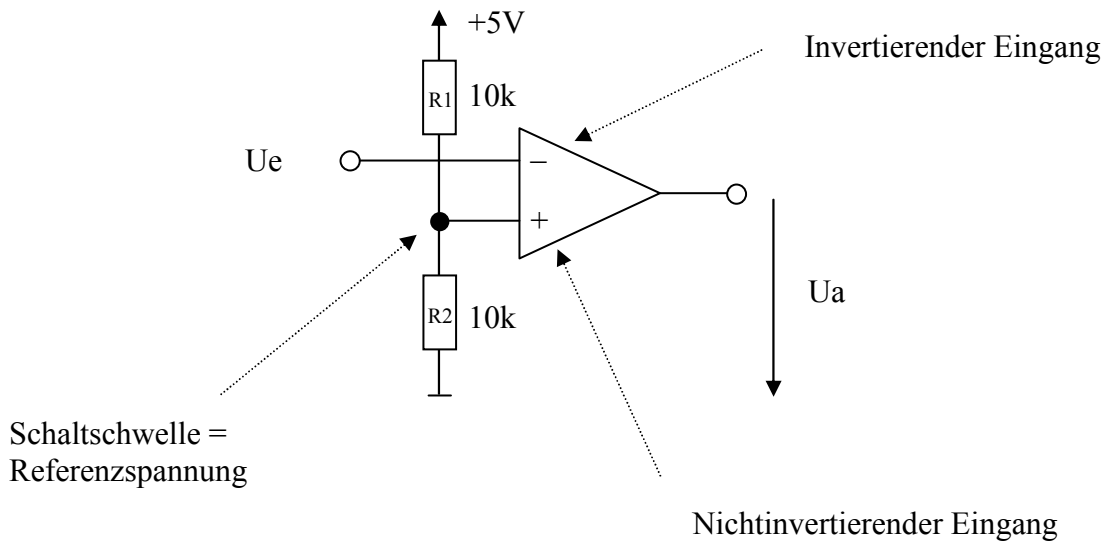 +5V
Invertierender Eingang
R1 10k
Ue
−
+
R2 10k
Ua
Schaltschwelle =
Referenzspannung
Nichtinvertierender Eingang